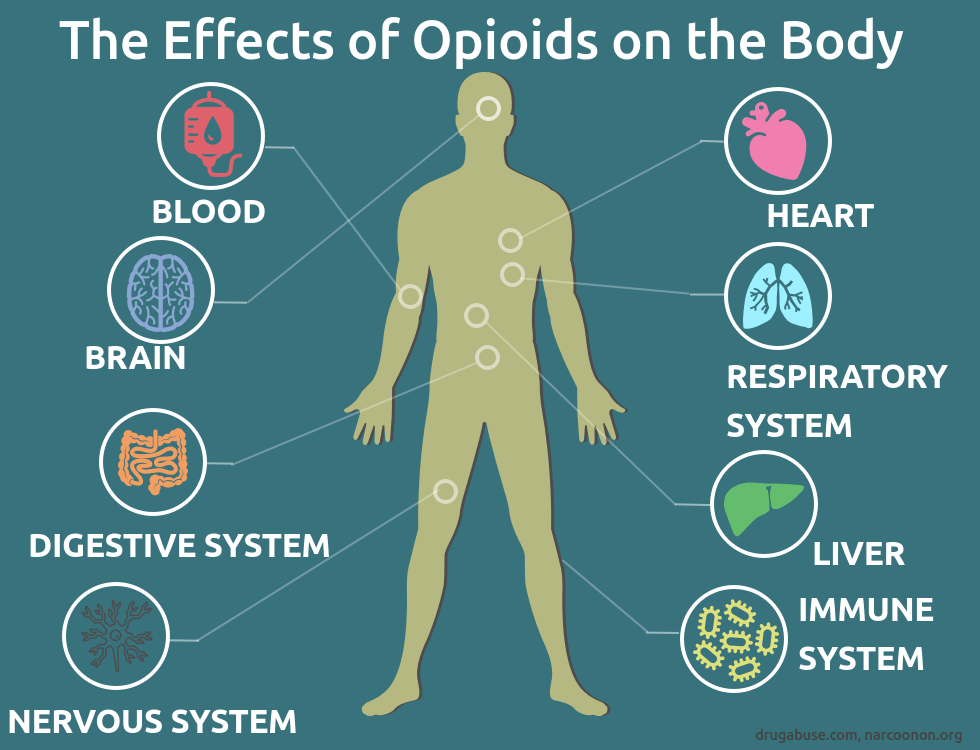 The Effects of Opioids on the Body
BLOOD
BRAIN
DIGESTIVE SYSTEM
NERVOUS SYSTEM
HEART
RESPIRATORY
SYSTEM
LIVER
IMMUNE
SYSTEM
drugabuse.com, narcoonon.org